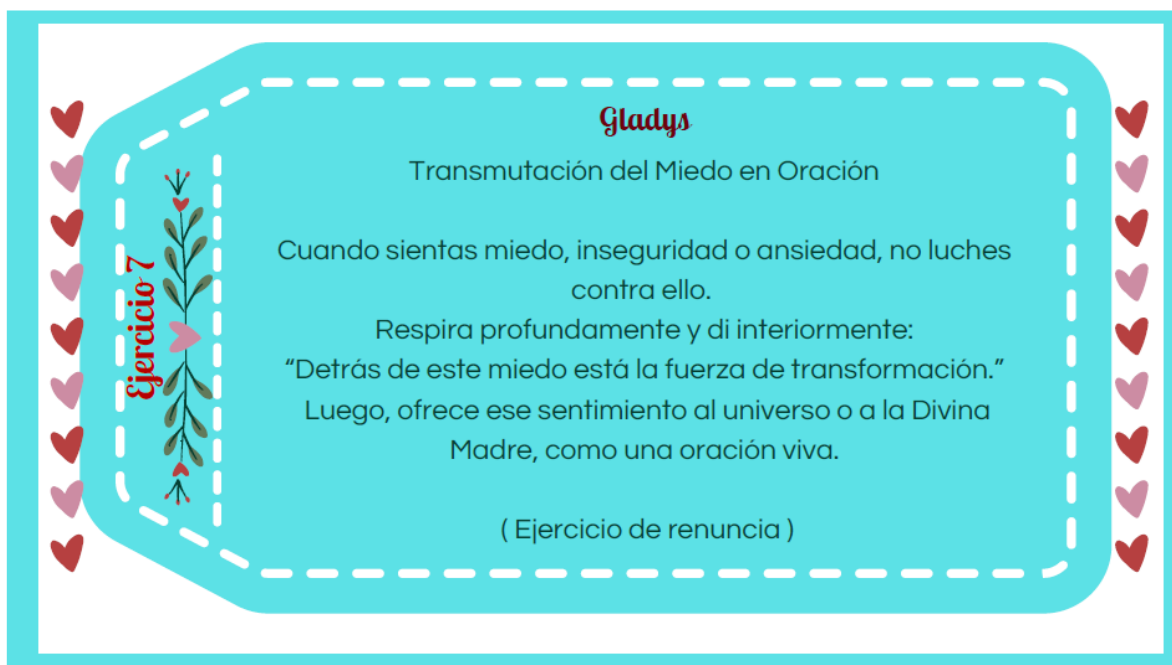 Gladys
Transmutación del Miedo en Oración
Cuando sientas miedo, inseguridad o ansiedad, no luches
contra ello.
Respira profundamente y di interiormente:
“Detrás de este miedo está la fuerza de transformación.”
Luego, ofrece ese sentimiento al universo o a la Divina
Madre, como una oración viva.
( Ejercicio de renuncia )
Ejercicio 7